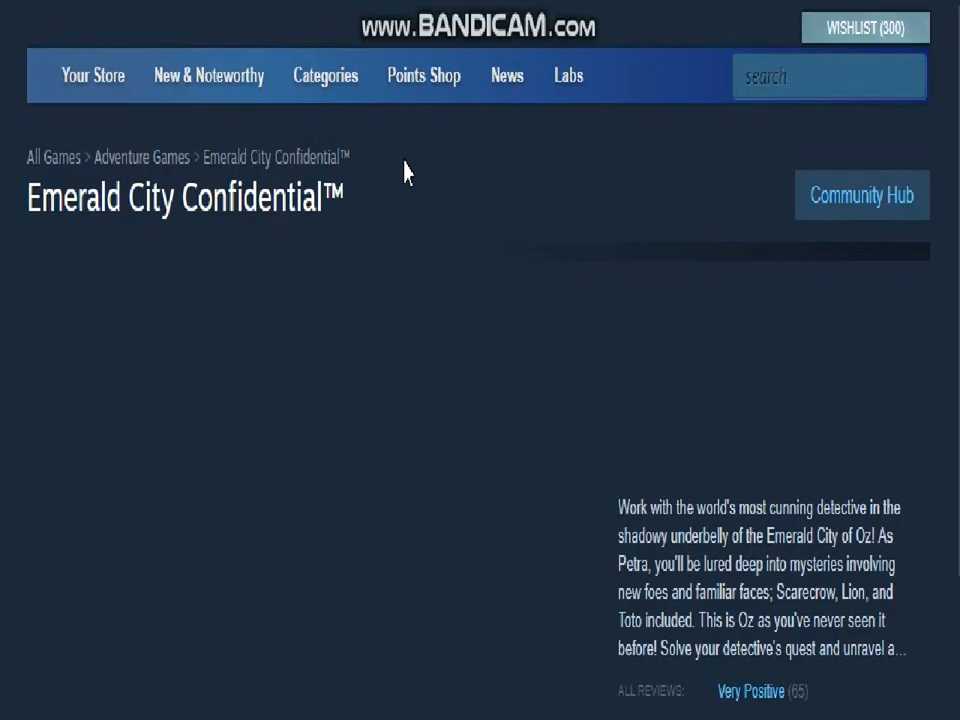 www.BANDICAM.com
WISHLIST (300)
Your Store New & Noteworthy Categories Points Shop News Labs search
All Games > Adventure Games > Emerald City Confidential™
Emerald City Confidential™
Community Hub
Work with the world's most cunning detective in the
shadowy underbelly of the Emerald City of Oz! As
Petra, you'll be lured deep into mysteries involving
new foes and familiar faces; Scarecrow, Lion, and
Toto included. This is Oz as you've never seen it
before! Solve your detective's quest and unravel a...
ALL REVIEWS: Very Positive (65)